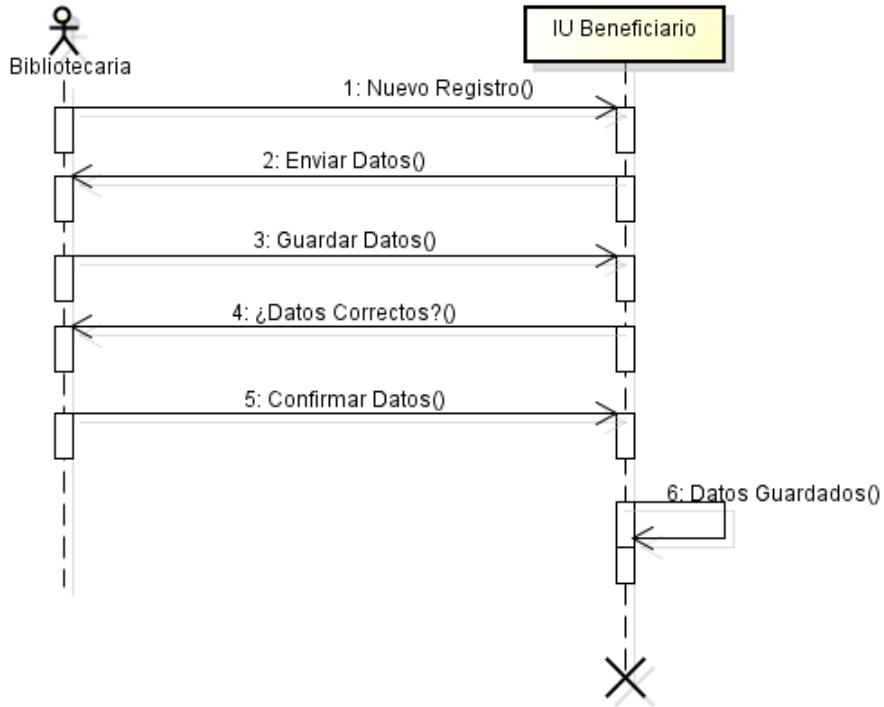 IU Beneficiario
Bibliotecaria
1: Nuevo Registro()
2: Enviar Datos()
3: Guardar Datos()
4: ¿Datos Correctos?()
5: Confirmar Datos()
6: Datos Guardados()